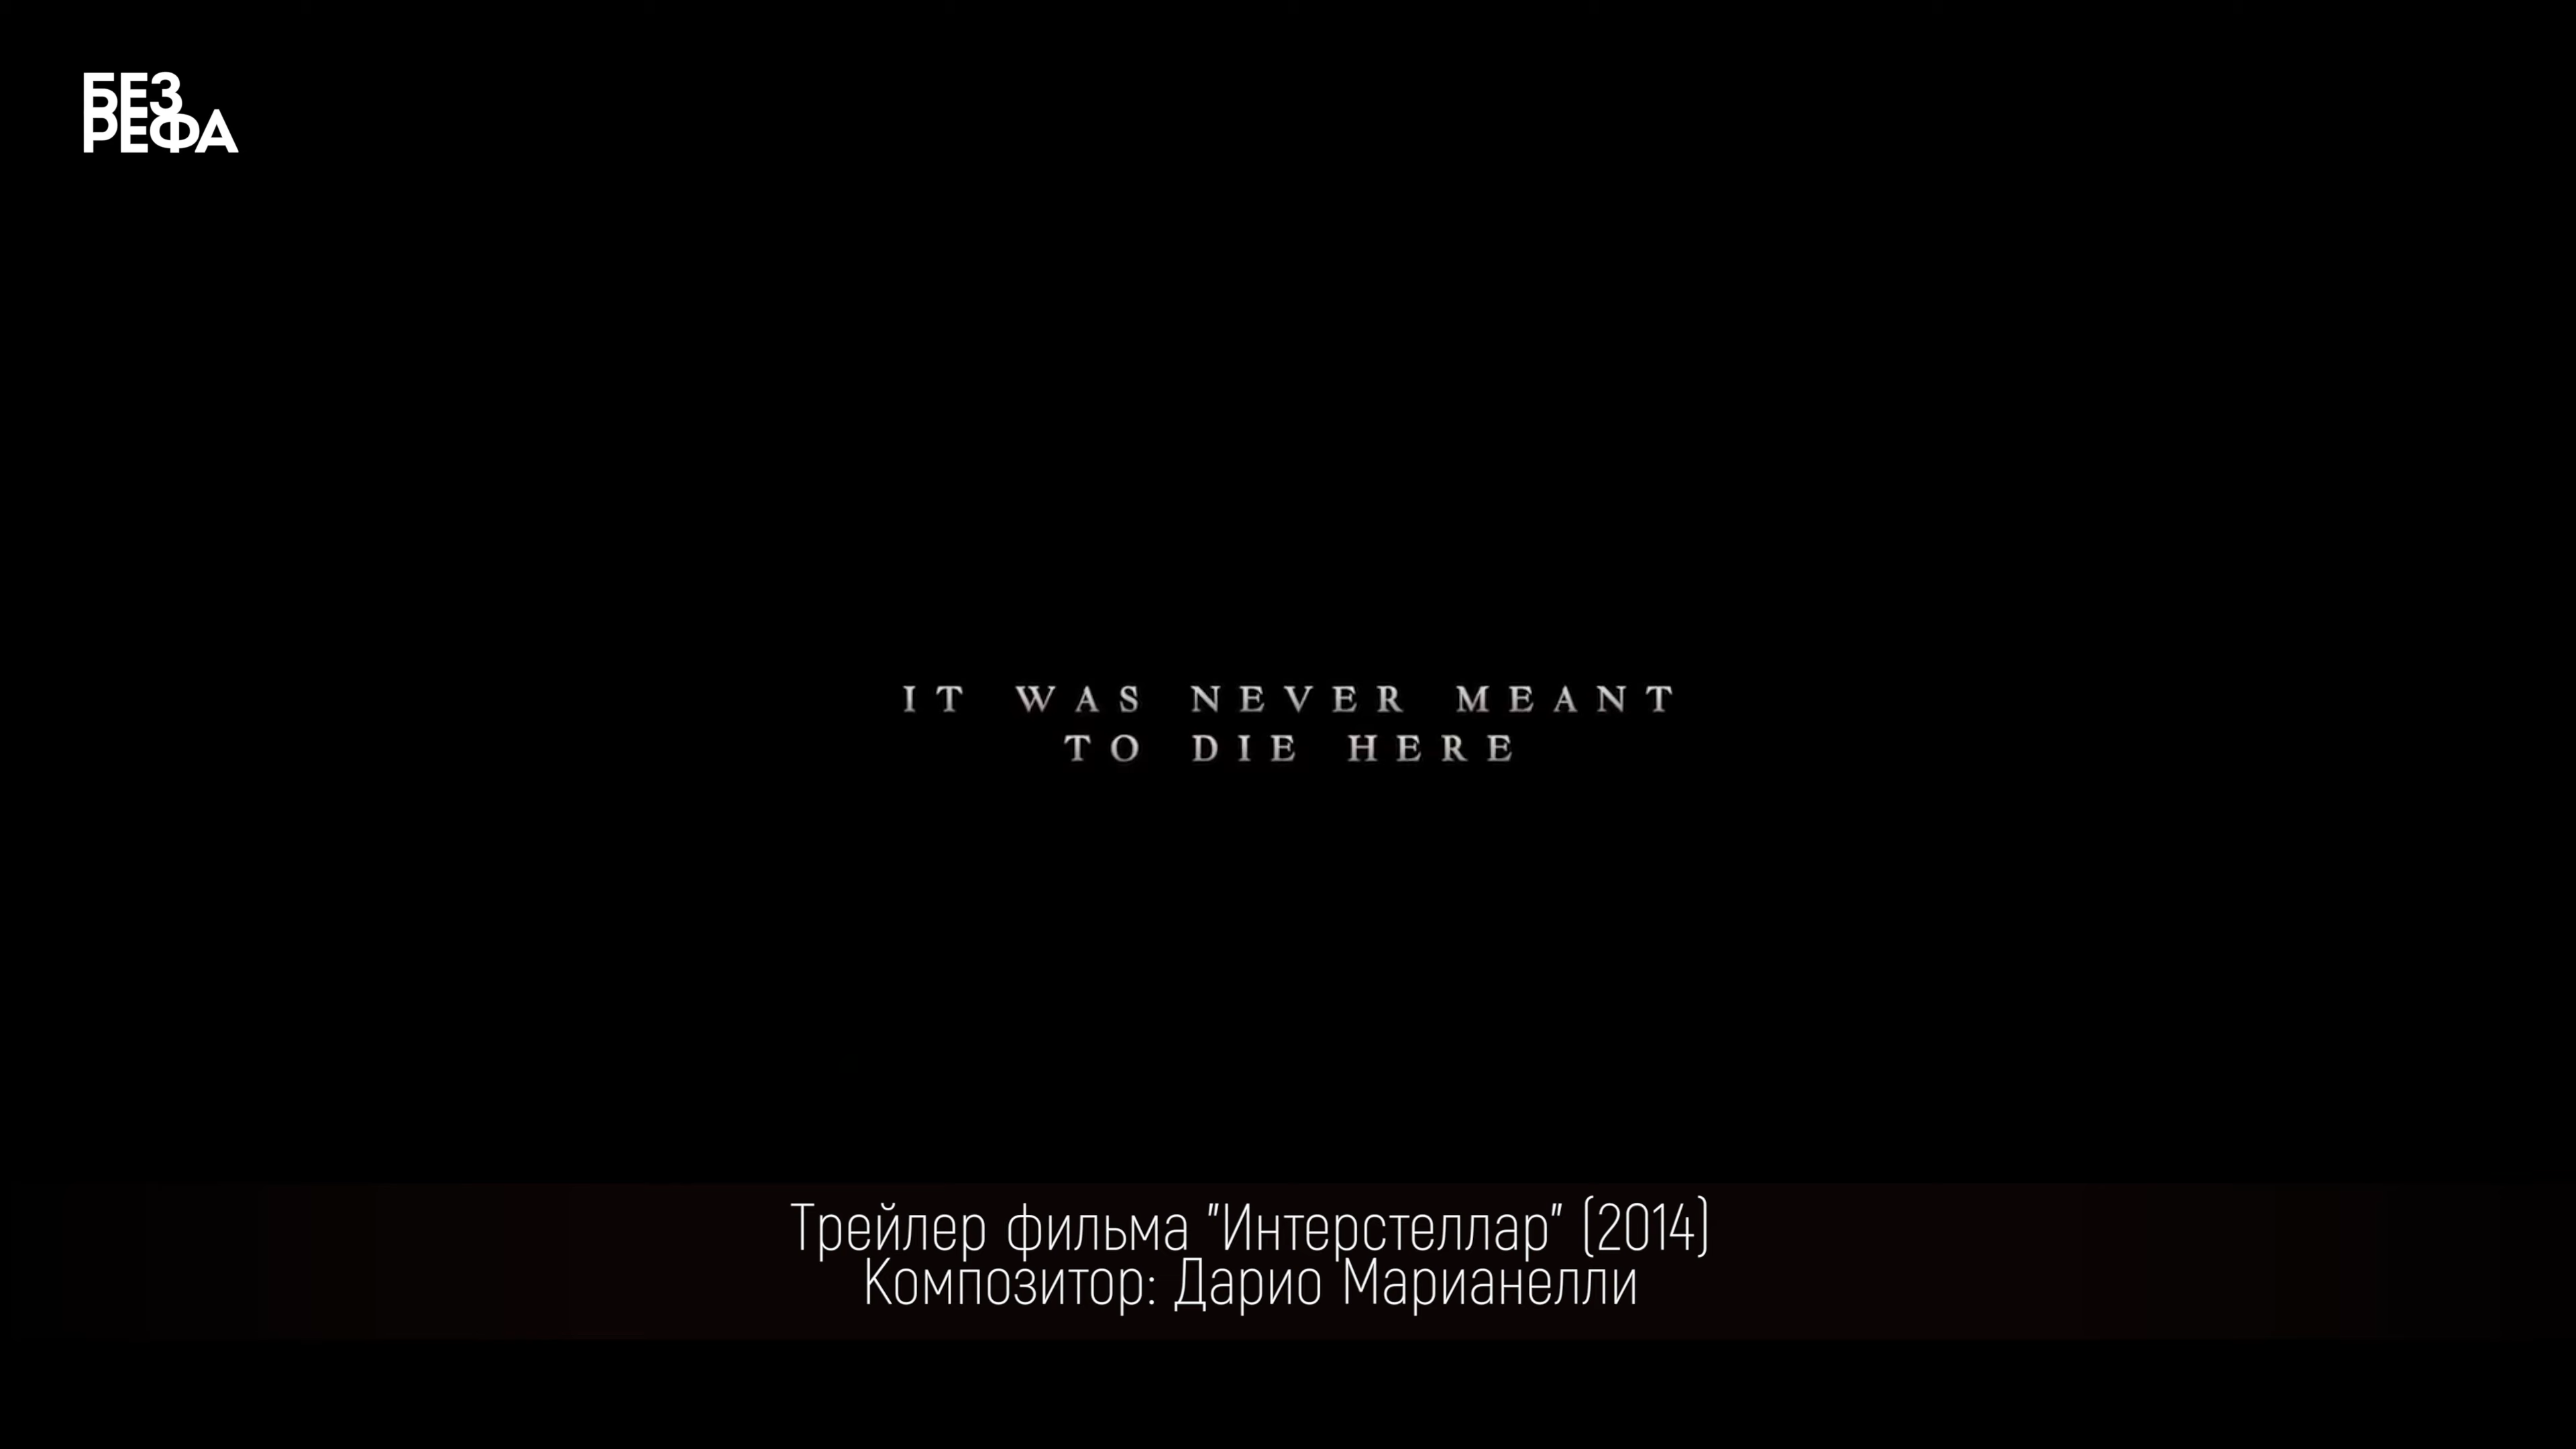 БЕЗ
РЕФА
IT WAS NEVER MEANT
TO DIE HERE
Трейлер фильма "Интерстеллар" (2014)
Композитор: Дарио Марианелли